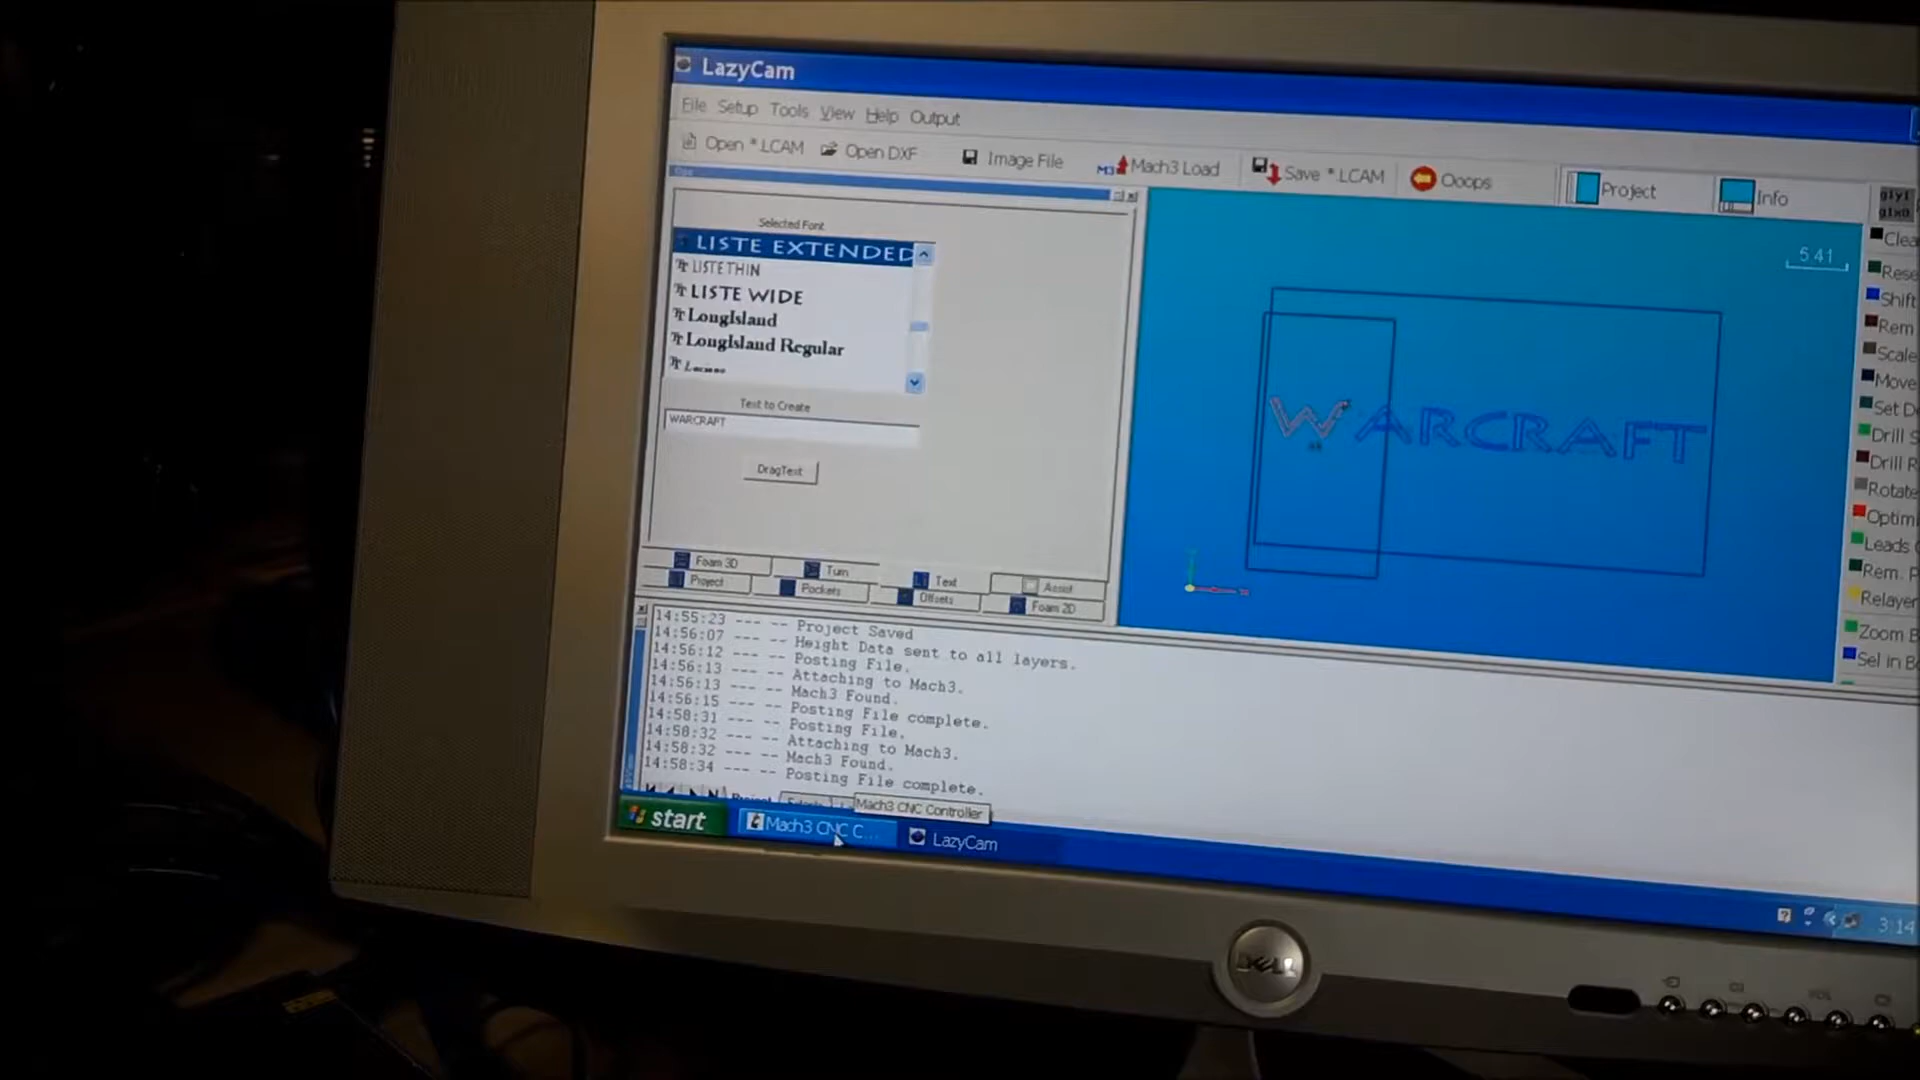 LazyCam
File Setup Tools View Help Output
Open *.LCAM Open DXF Image File M3 Mach3 Load Save *.LCAM Ooops Project Info
Selected Font
LISTE EXTENDED
LISTE THIN
LISTE WIDE
LongIsland
LongIsland Regular
Text to Create
WARCRAFT
DragText
5.41
WARCRAFT
Clea
Rese
Shift
Rem
Scale
Move
Set D
Drill S
Drill R
Rotate
Optim
Leads
Rem. P
Relayer
Zoom B
Sel in B
Foam 3D Turn Text Assist
Project Pockets Offsets Foam 2D
14:55:23 --- -- Project Saved
14:56:07 --- -- Height Data sent to all layers.
14:56:12 --- -- Posting File.
14:56:13 --- -- Attaching to Mach3.
14:56:13 --- -- Mach3 Found.
14:56:15 --- -- Posting File complete.
14:58:31 --- -- Posting File.
14:58:32 --- -- Attaching to Mach3.
14:58:32 --- -- Mach3 Found.
14:58:34 --- -- Posting File complete.
Mach3 CNC Controller
start Mach3 CNC C... LazyCam
3:14
DELL